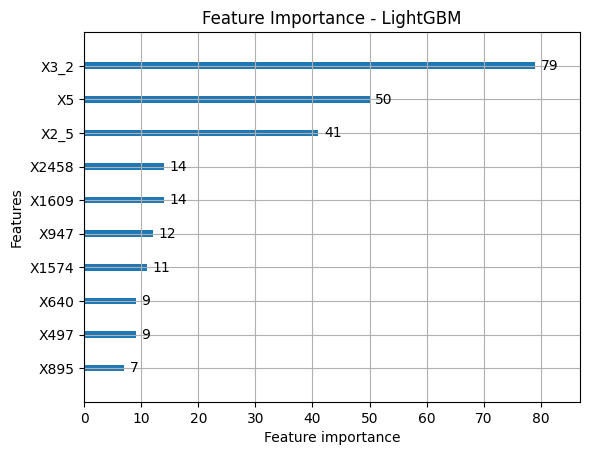 Feature Importance - LightGBM
X3_2 79
X5 50
X2_5 41
X2458 14
X1609 14
X947 12
X1574 11
X640 9
X497 9
X895 7
Features
0 10 20 30 40 50 60 70 80
Feature importance